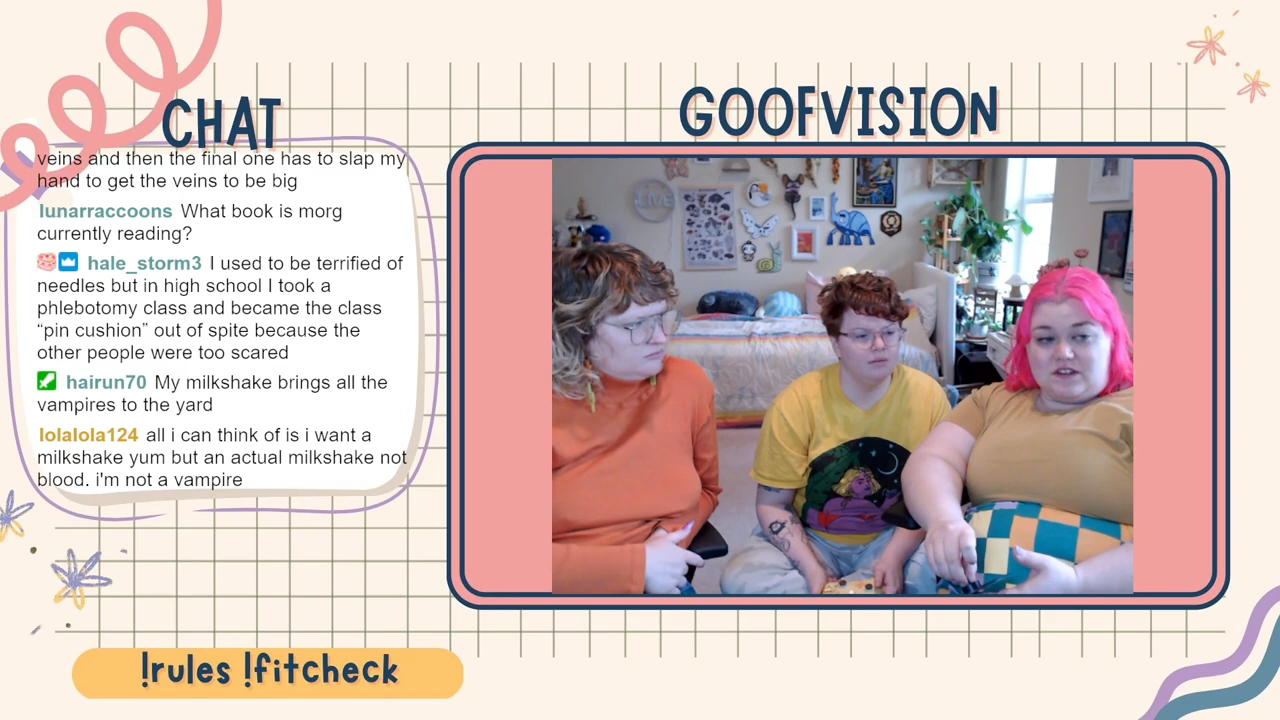 CHAT
GOOFVISION
veins and then the final one has to slap my
hand to get the veins to be big
lunarraccoons What book is morg
currently reading?
hale_storm3 I used to be terrified of
needles but in high school I took a
phlebotomy class and became the class
“pin cushion” out of spite because the
other people were too scared
hairun70 My milkshake brings all the
vampires to the yard
lolalola124 all i can think of is i want a
milkshake yum but an actual milkshake not
blood. i'm not a vampire
LIVE
!rules !fitcheck